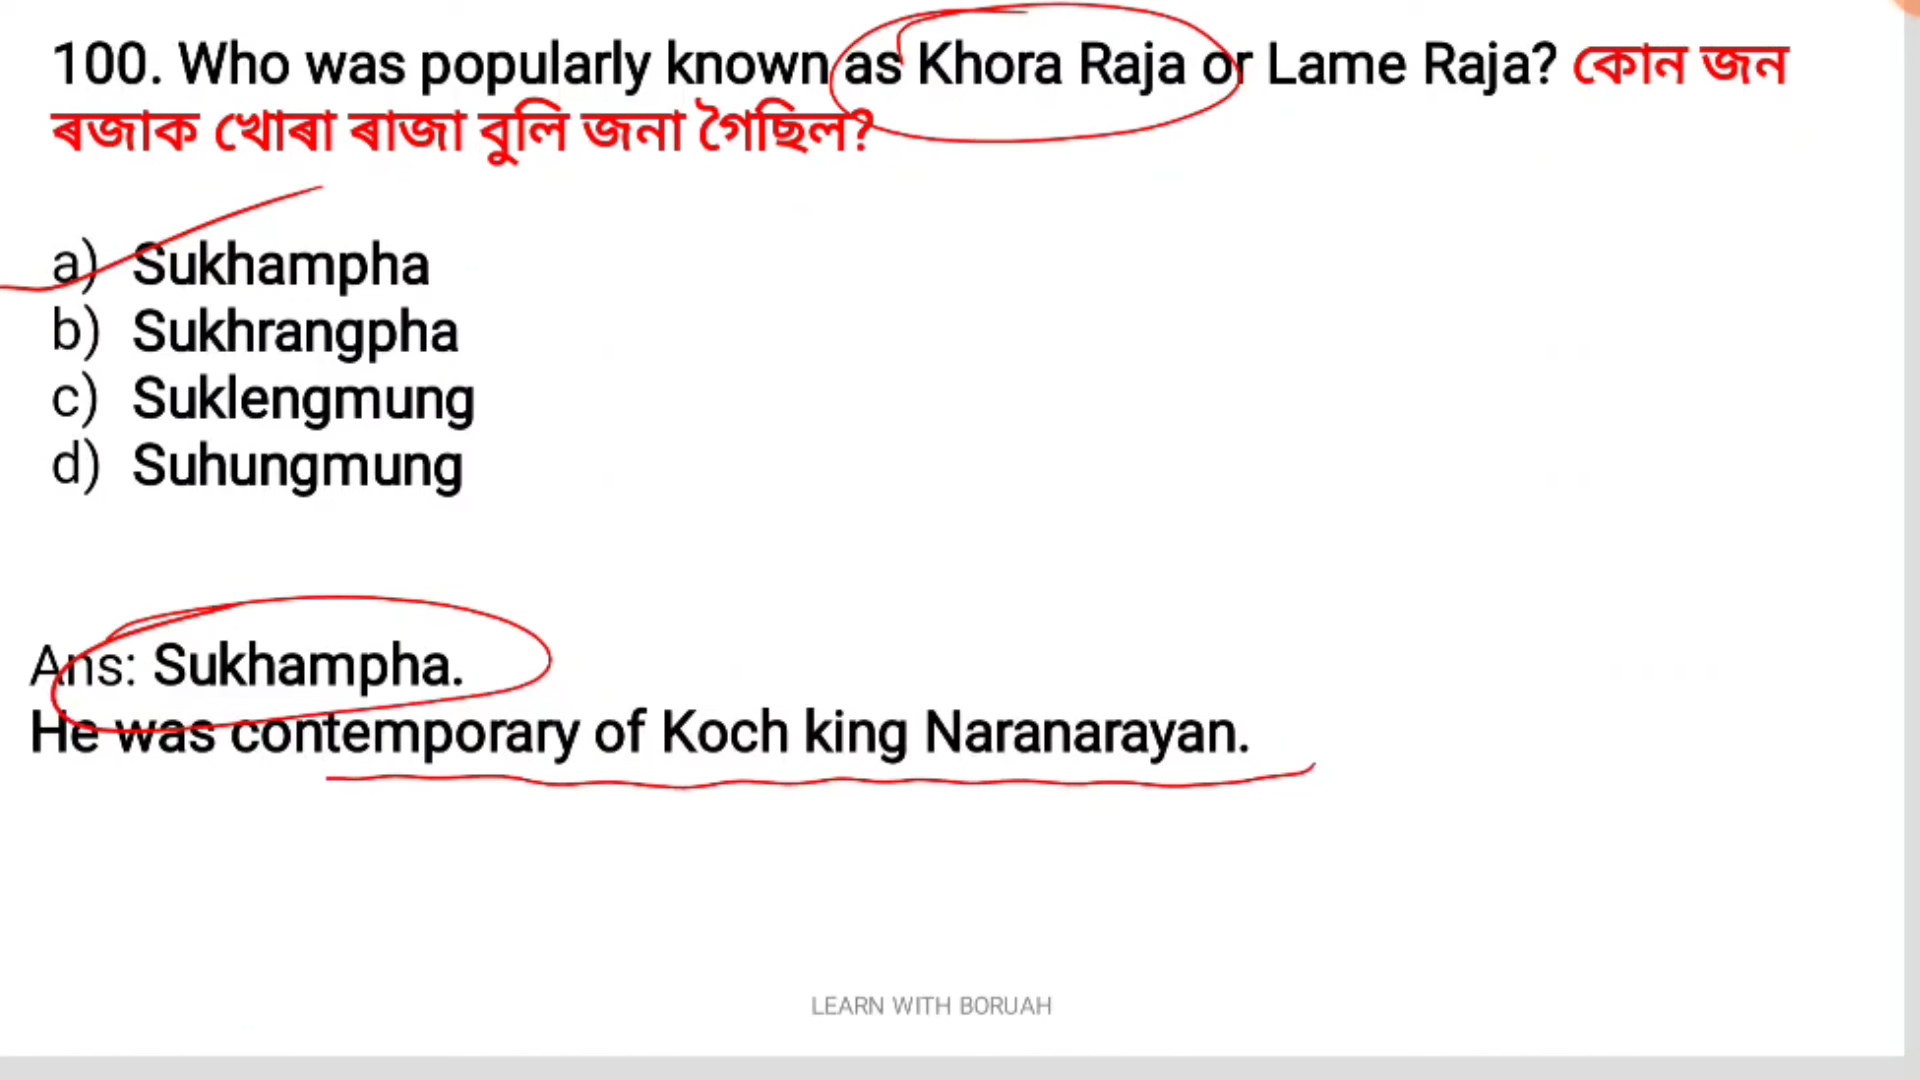 100. Who was popularly known as Khora Raja or Lame Raja? কোন জন
ৰজাক খোৰা ৰাজা বুলি জনা গৈছিল?
a) Sukhampha
b) Sukhrangpha
c) Suklengmung
d) Suhungmung
Ans: Sukhampha.
He was contemporary of Koch king Naranarayan.
LEARN WITH BORUAH